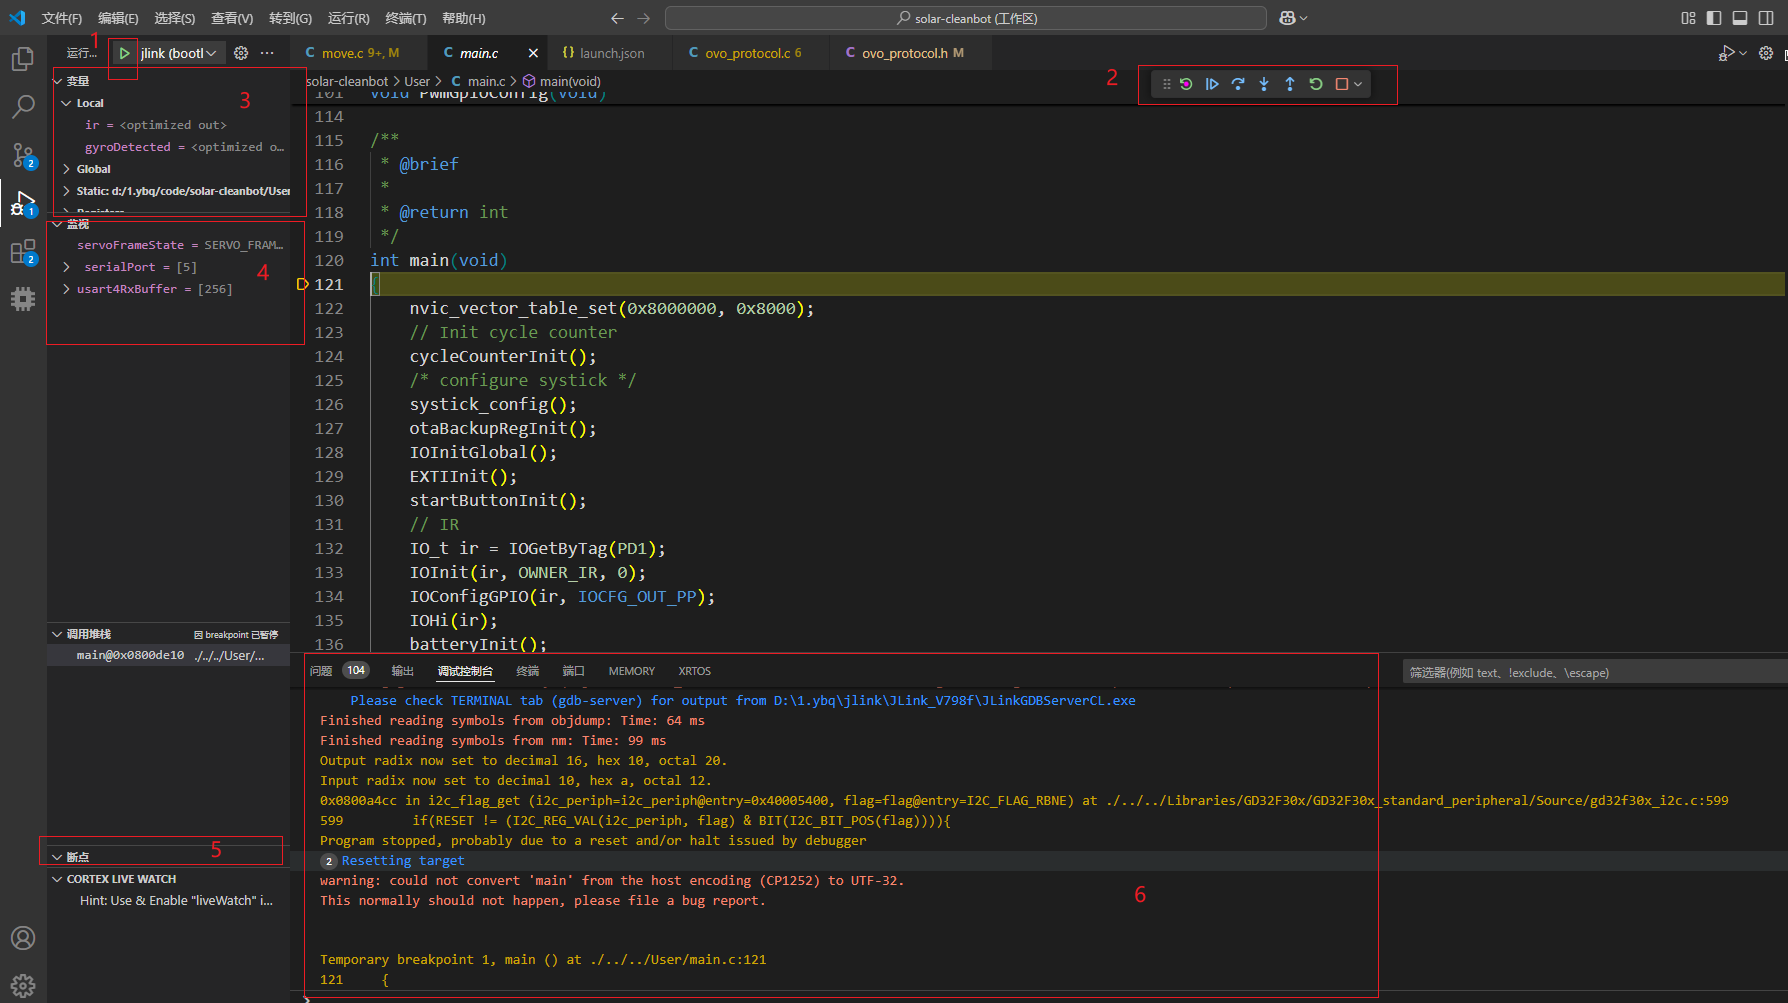 文件(F) 编辑(E) 选择(S) 查看(V) 转到(G) 运行(R) 终端(T) 帮助(H)
solar-cleanbot (工作区)
1
运行...
jlink (bootl
move.c 9+, M
main.c
launch.json
ovo_protocol.c 6
ovo_protocol.h M
solar-cleanbot > User > C main.c > main(void)
2
变量
3
Local
ir = <optimized out>
gyroDetected = <optimized o…
Global
Static: d:/1.ybq/code/solar-cleanbot/User
Registers
监视
servoFrameState = SERVO_FRAM…
serialPort = [5]
4
usart4RxBuffer = [256]
2
1
2
101 void PwmGpioConfig(void)
114
115 /**
116 * @brief
117 *
118 * @return int
119 */
120 int main(void)
121 {
122 nvic_vector_table_set(0x8000000, 0x8000);
123 // Init cycle counter
124 cycleCounterInit();
125 /* configure systick */
126 systick_config();
127 otaBackupRegInit();
128 IOInitGlobal();
129 EXTIInit();
130 startButtonInit();
131 // IR
132 IO_t ir = IOGetByTag(PD1);
133 IOInit(ir, OWNER_IR, 0);
134 IOConfigGPIO(ir, IOCFG_OUT_PP);
135 IOHi(ir);
136 batteryInit();
调用堆栈
因 breakpoint 已暂停
main@0x0800de10 ./../../User/...
5
断点
CORTEX LIVE WATCH
Hint: Use & Enable "liveWatch" i...
问题 104 输出 调试控制台 终端 端口 MEMORY XRTOS
筛选器(例如 text、!exclude、\escape)
Please check TERMINAL tab (gdb-server) for output from D:\1.ybq\jlink\JLink_V798f\JLinkGDBServerCL.exe
Finished reading symbols from objdump: Time: 64 ms
Finished reading symbols from nm: Time: 99 ms
Output radix now set to decimal 16, hex 10, octal 20.
Input radix now set to decimal 10, hex a, octal 12.
0x0800a4cc in i2c_flag_get (i2c_periph=i2c_periph@entry=0x40005400, flag=flag@entry=I2C_FLAG_RBNE) at ./../../Libraries/GD32F30x/GD32F30x_standard_peripheral/Source/gd32f30x_i2c.c:599
599 if(RESET != (I2C_REG_VAL(i2c_periph, flag) & BIT(I2C_BIT_POS(flag)))){
Program stopped, probably due to a reset and/or halt issued by debugger
2 Resetting target
warning: could not convert 'main' from the host encoding (CP1252) to UTF-32.
This normally should not happen, please file a bug report.
6
Temporary breakpoint 1, main () at ./../../User/main.c:121
121 {